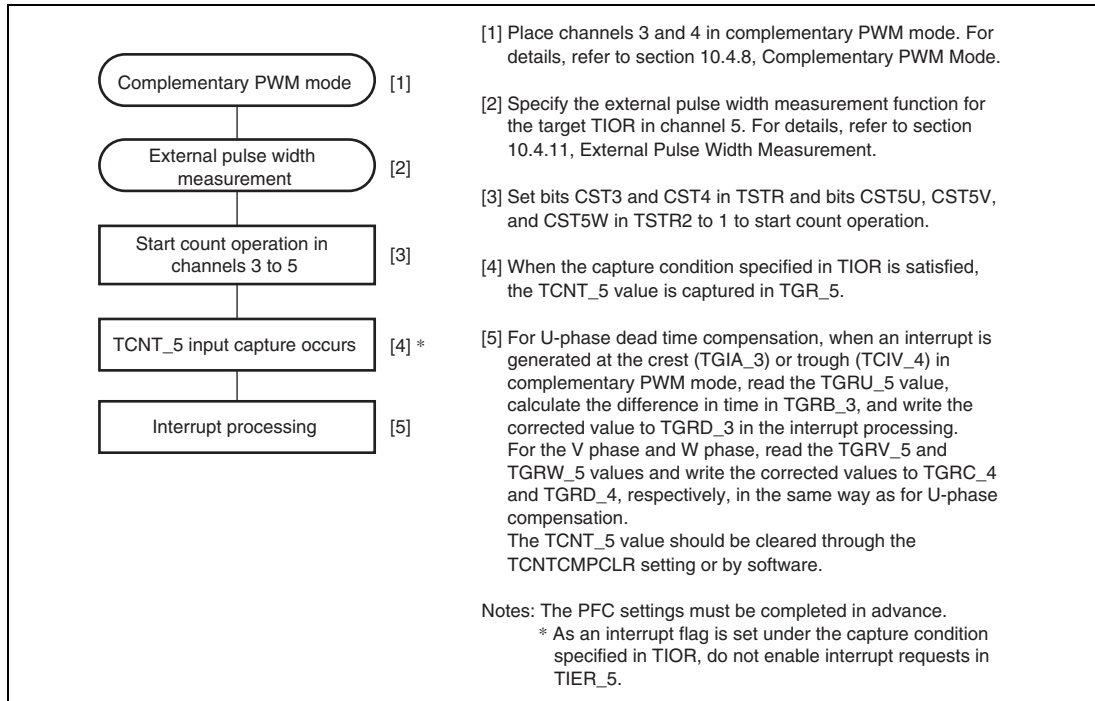 Complementary PWM mode [1]
External pulse width
measurement
[2]
Start count operation in
channels 3 to 5
[3]
TCNT_5 input capture occurs [4] *
Interrupt processing [5]
[1] Place channels 3 and 4 in complementary PWM mode. For
details, refer to section 10.4.8, Complementary PWM Mode.
[2] Specify the external pulse width measurement function for
the target TIOR in channel 5. For details, refer to section
10.4.11, External Pulse Width Measurement.
[3] Set bits CST3 and CST4 in TSTR and bits CST5U, CST5V,
and CST5W in TSTR2 to 1 to start count operation.
[4] When the capture condition specified in TIOR is satisfied,
the TCNT_5 value is captured in TGR_5.
[5] For U-phase dead time compensation, when an interrupt is
generated at the crest (TGIA_3) or trough (TCIV_4) in
complementary PWM mode, read the TGRU_5 value,
calculate the difference in time in TGRB_3, and write the
corrected value to TGRD_3 in the interrupt processing.
For the V phase and W phase, read the TGRV_5 and
TGRW_5 values and write the corrected values to TGRC_4
and TGRD_4, respectively, in the same way as for U-phase
compensation.
The TCNT_5 value should be cleared through the
TCNTCMPCLR setting or by software.
Notes: The PFC settings must be completed in advance.
* As an interrupt flag is set under the capture condition
specified in TIOR, do not enable interrupt requests in
TIER_5.